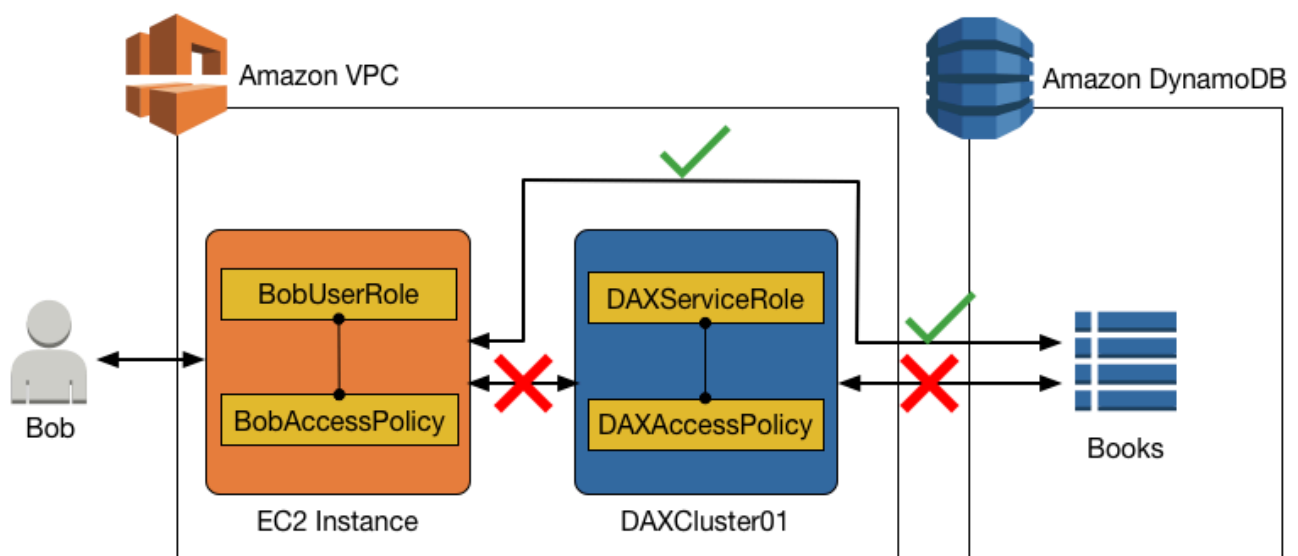 Amazon VPC
Amazon DynamoDB
BobUserRole
DAXServiceRole
BobAccessPolicy
DAXAccessPolicy
Bob
Books
EC2 Instance
DAXCluster01